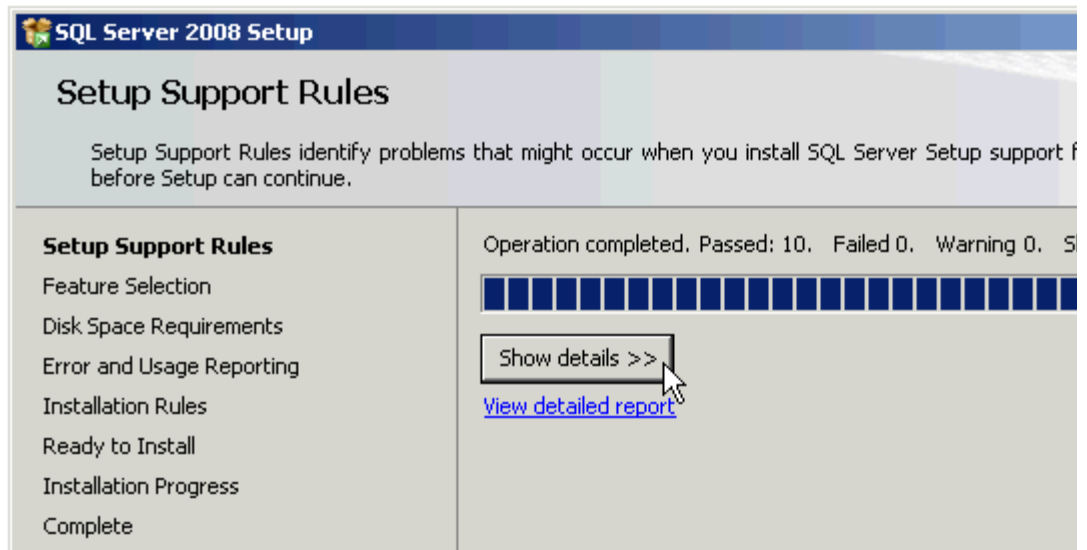 SQL Server 2008 Setup
Setup Support Rules
Setup Support Rules identify problems that might occur when you install SQL Server Setup support
before Setup can continue.
Setup Support Rules
Feature Selection
Disk Space Requirements
Error and Usage Reporting
Installation Rules
Ready to Install
Installation Progress
Complete
Operation completed. Passed: 10. Failed 0. Warning 0.
Show details >>
View detailed report